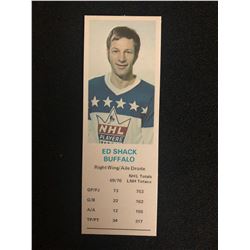 NHL
PLAYERS
ED SHACK
BUFFALO
Right Wing/Aile Droite
69/70 NHL Totals
LNH Totaux
GP/PJ 73 763
G/B 22 162
A/A 12 155
TP/PT 34 317